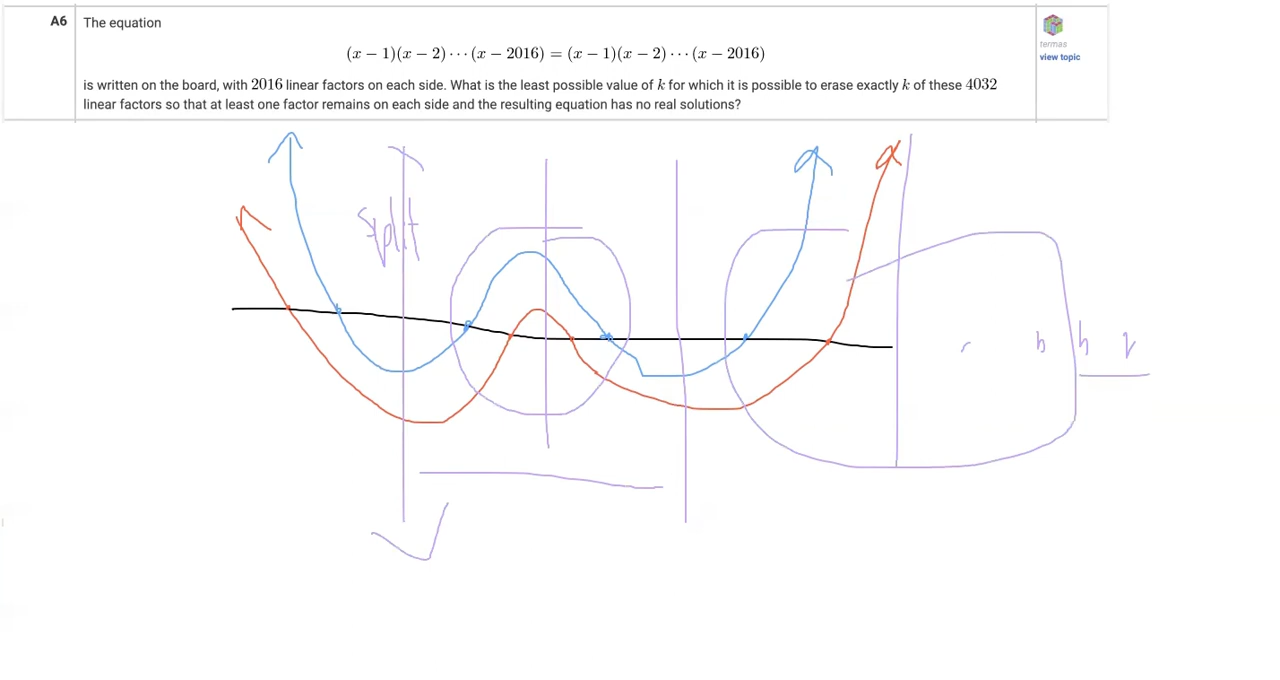 A6 The equation
(x − 1)(x − 2) ⋯ (x − 2016) = (x − 1)(x − 2) ⋯ (x − 2016)
is written on the board, with 2016 linear factors on each side. What is the least possible value of k for which it is possible to erase exactly k of these 4032
linear factors so that at least one factor remains on each side and the resulting equation has no real solutions?
termas
view topic
split